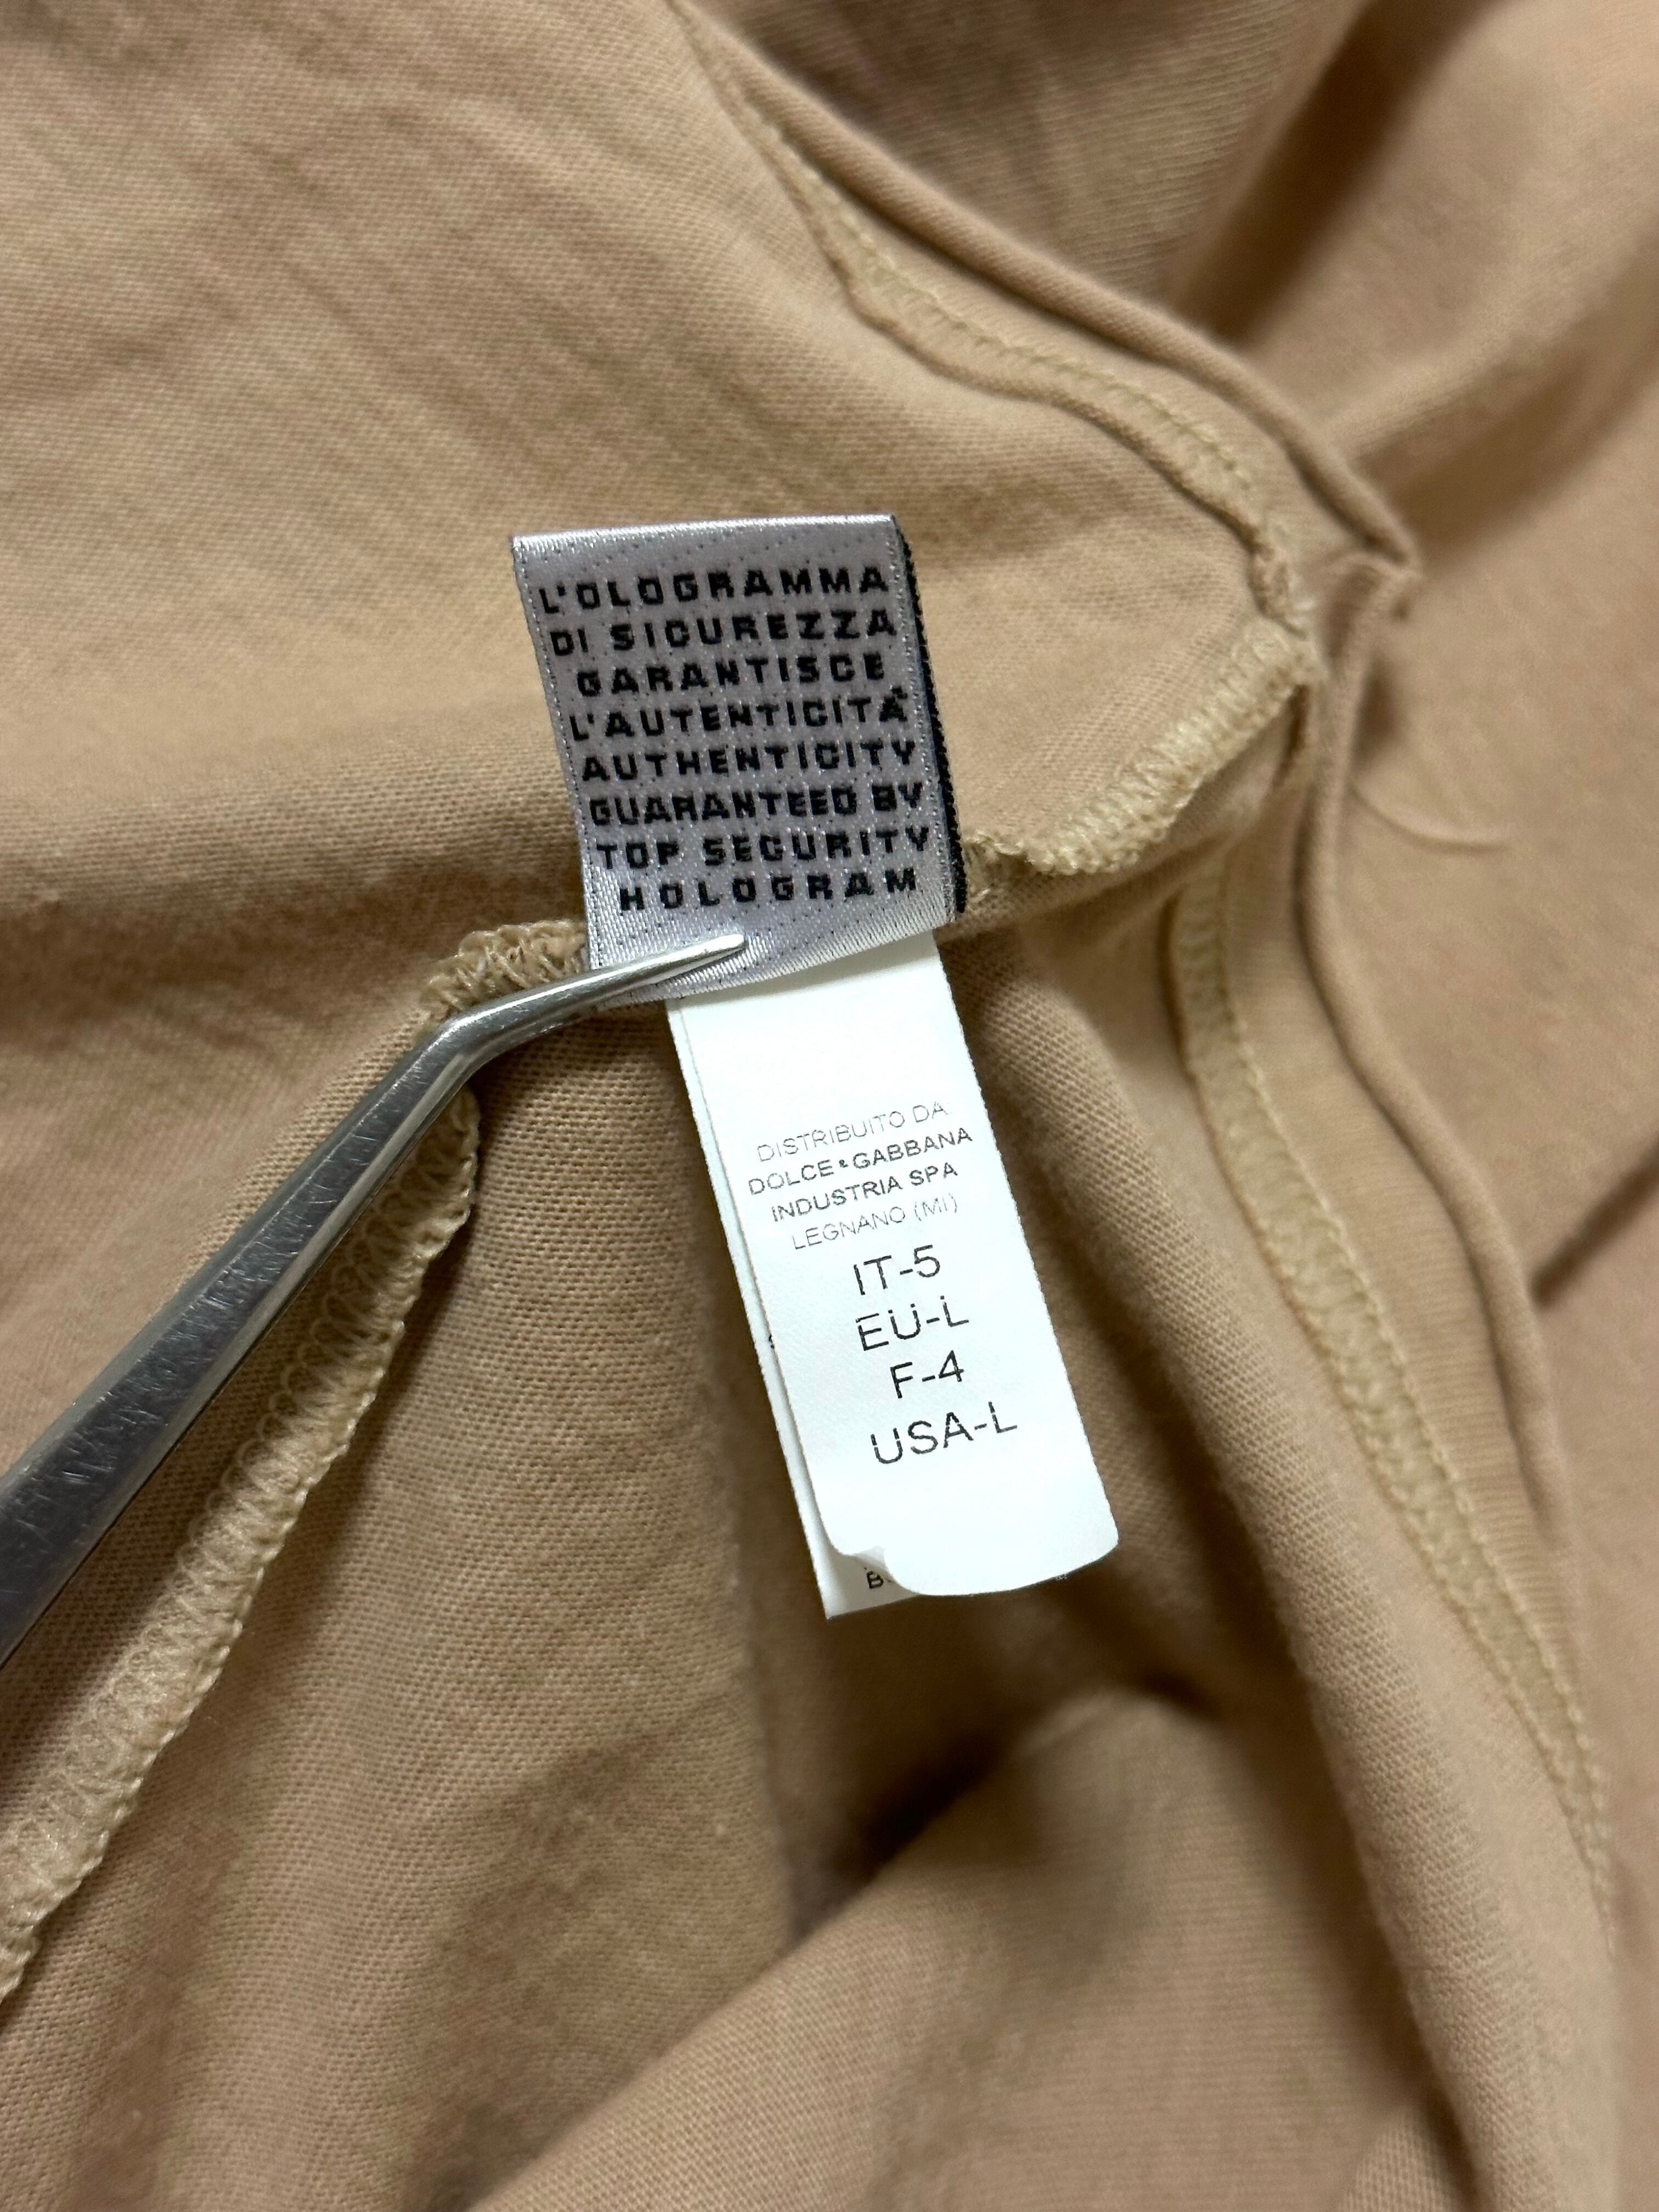 L'OLOGRAMMA
DI SICUREZZA
GARANTISCE
L'AUTENTICITÀ
AUTHENTICITY
GUARANTEED BY
TOP SECURITY
HOLOGRAM
DISTRIBUITO DA:
DOLCE&GABBANA
INDUSTRIA SPA
LEGNANO (MI)
IT-5
EU-L
F-4
USA-L